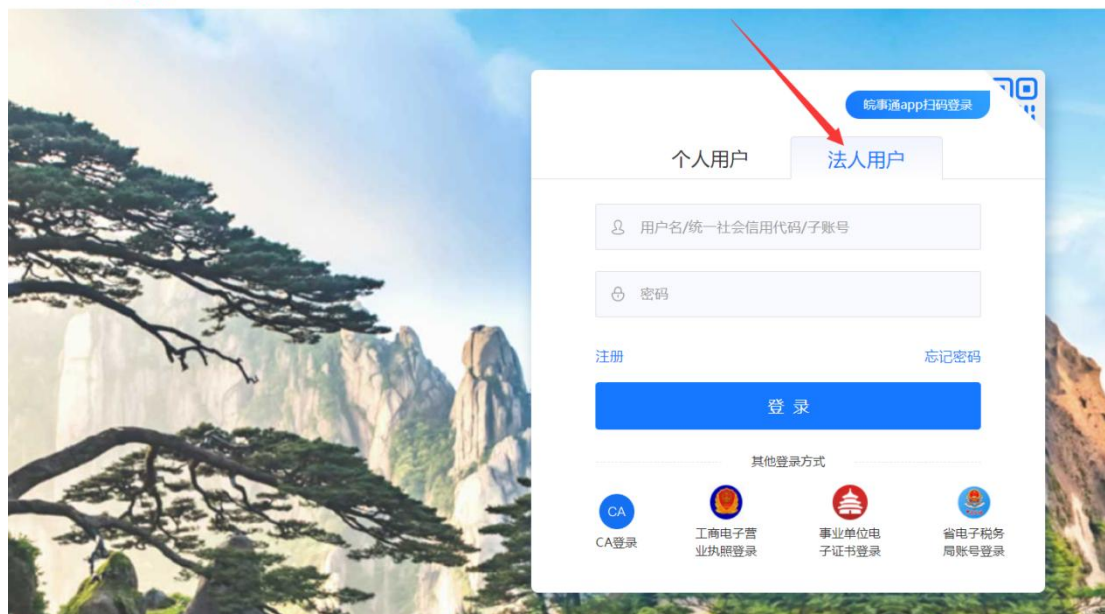 皖事通app扫码登录
个人用户
法人用户
用户名/统一社会信用代码/子账号
密码
注册
忘记密码
登 录
其他登录方式
CA
CA登录
工商电子营
业执照登录
事业单位电
子证书登录
省电子税务
局账号登录